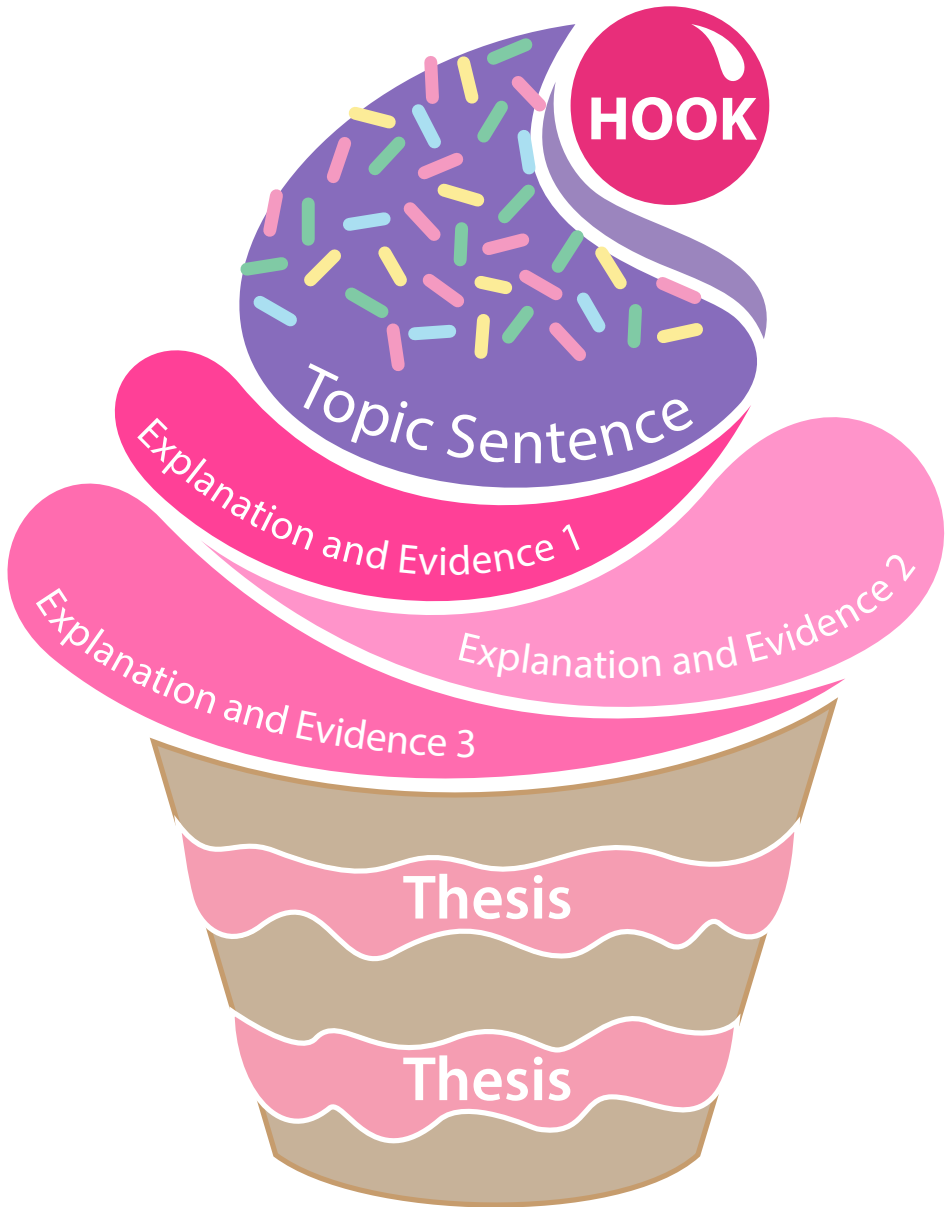 HOOK
Topic Sentence
Explanation and Evidence 1
Explanation and Evidence 2
Explanation and Evidence 3
Thesis
Thesis